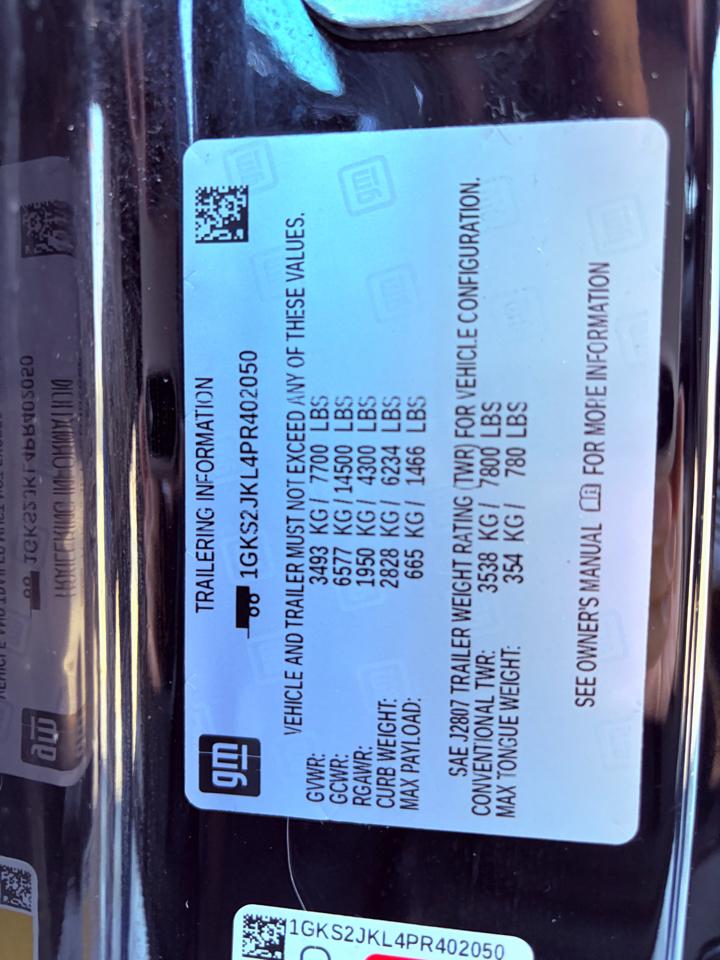 gm
TRAILERING INFORMATION
1GKS2JKL4PR402050
VEHICLE AND TRAILER MUST NOT EXCEED ANY OF THESE VALUES.
GVWR: 3493 KG / 7700 LBS
GCWR: 6577 KG / 14500 LBS
RGAWR: 1950 KG / 4300 LBS
CURB WEIGHT: 2828 KG / 6234 LBS
MAX PAYLOAD: 665 KG / 1466 LBS
SAE J2807 TRAILER WEIGHT RATING (TWR) FOR VEHICLE CONFIGURATION.
CONVENTIONAL TWR: 3538 KG / 7800 LBS
MAX TONGUE WEIGHT: 354 KG / 780 LBS
SEE OWNER'S MANUAL FOR MORE INFORMATION
1GKS2JKL4PR402050